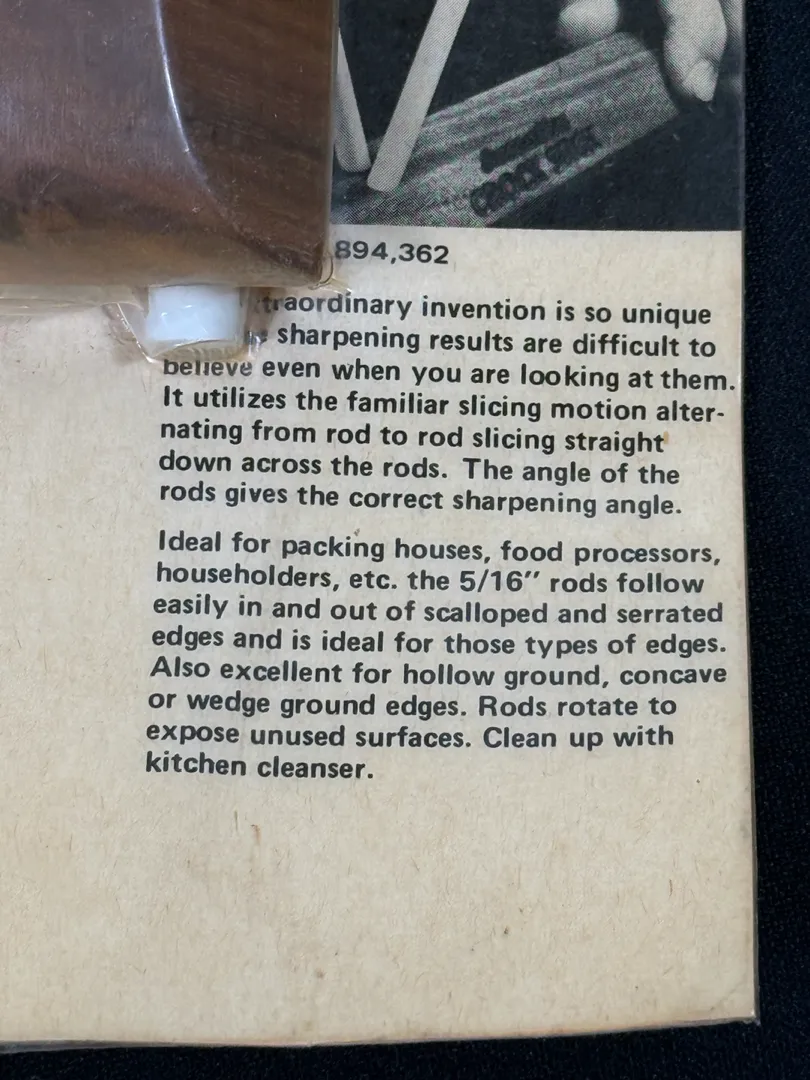 CROCK STICK
894,362
traordinary invention is so unique
sharpening results are difficult to
believe even when you are looking at them.
It utilizes the familiar slicing motion alter-
nating from rod to rod slicing straight
down across the rods. The angle of the
rods gives the correct sharpening angle.
Ideal for packing houses, food processors,
householders, etc. the 5/16" rods follow
easily in and out of scalloped and serrated
edges and is ideal for those types of edges.
Also excellent for hollow ground, concave
or wedge ground edges. Rods rotate to
expose unused surfaces. Clean up with
kitchen cleanser.